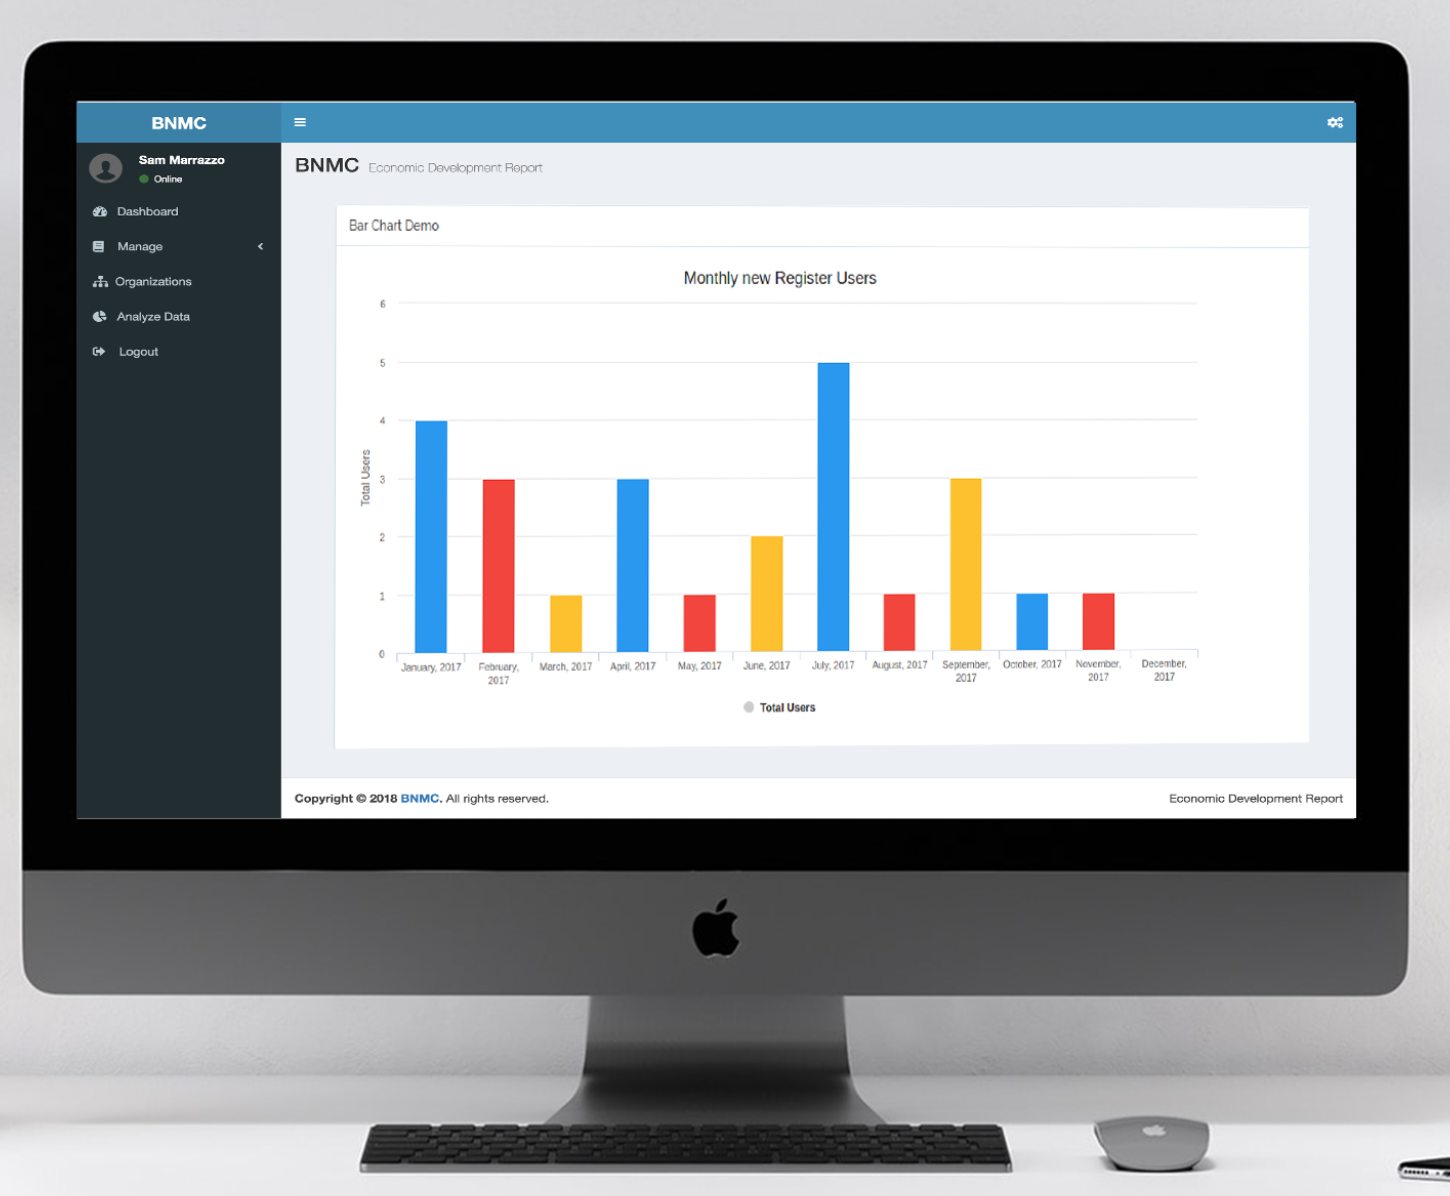 BNMC
Sam Marrazzo
Online
Dashboard
Manage
Organizations
Analyze Data
Logout
BNMC Economic Development Report
Bar Chart Demo
Monthly new Register Users
6
5
4
3
2
1
0
Total Users
January, 2017
February,
2017
March, 2017
April, 2017
May, 2017
June, 2017
July, 2017
August, 2017
September,
2017
October, 2017
November,
2017
December,
2017
Total Users
Copyright © 2018 BNMC. All rights reserved.
Economic Development Report